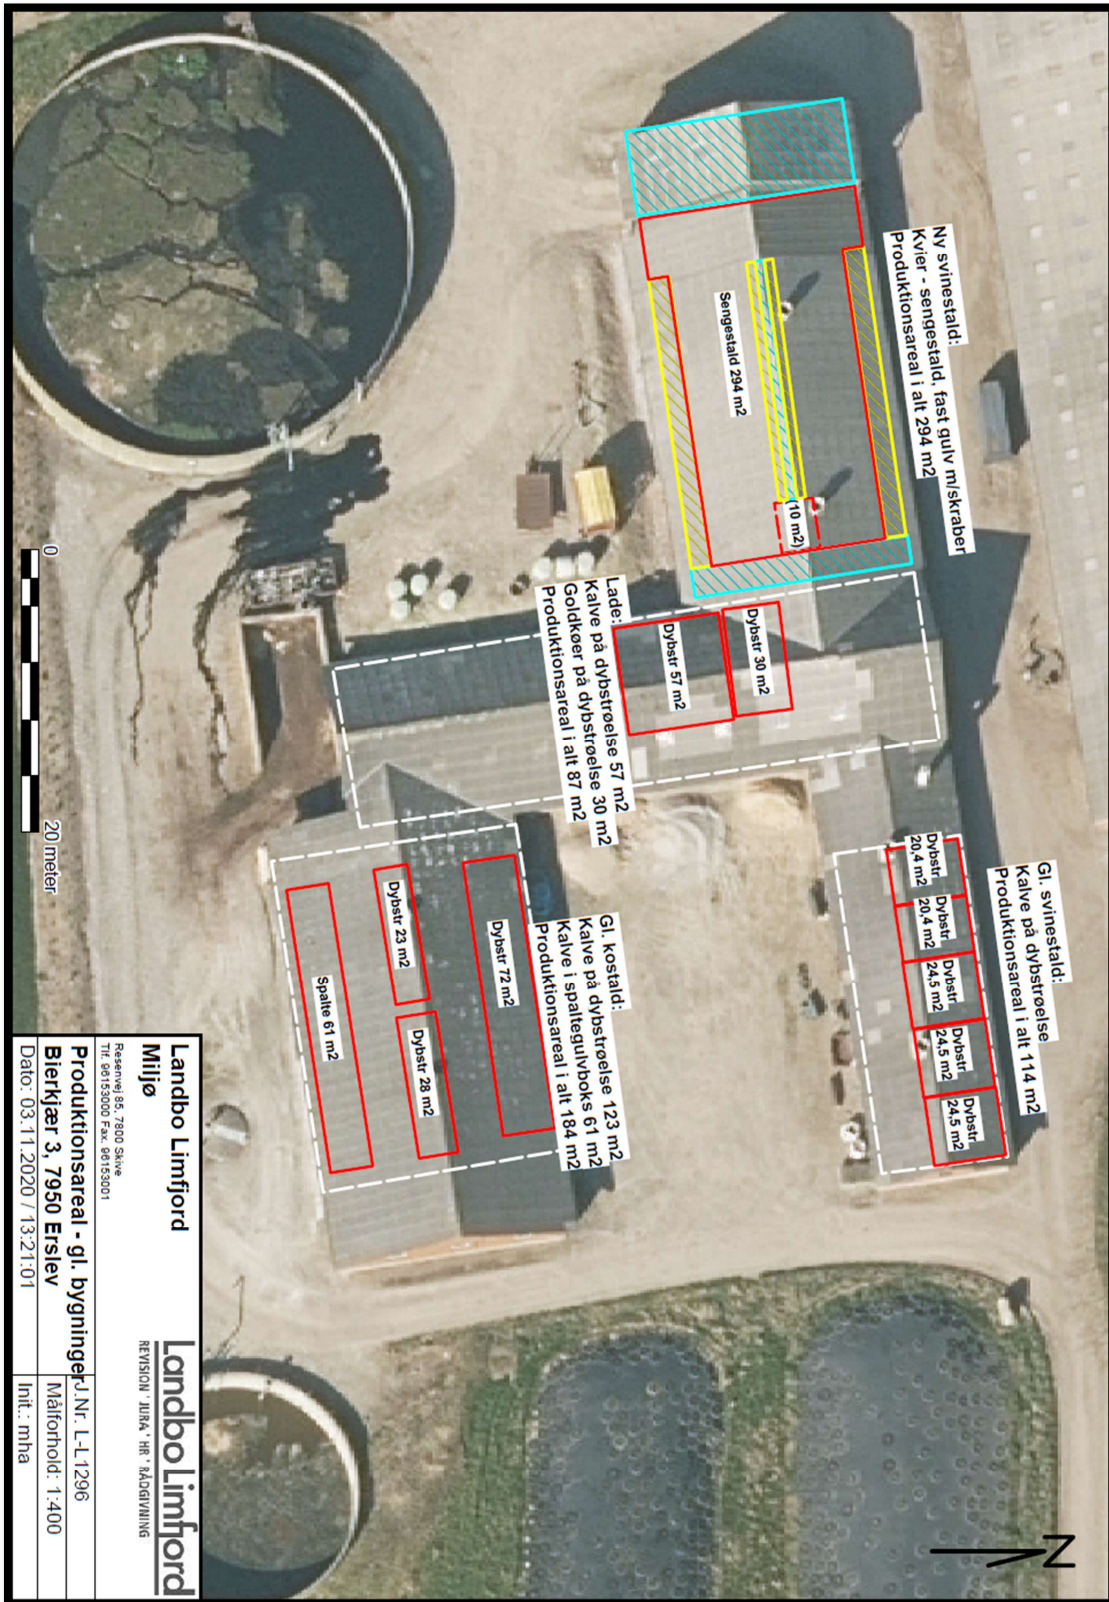 Ny svinestald:
Kvier - sengestald, fast gulv m/skraber
Produktionsareal i alt 294 m2
Sengestald 294 m2
(10 m2)
Dybstr 30 m2
Dybstr 57 m2
Lade:
Kalve på dybstrøelse 57 m2
Goldkøer på dybstrøelse 30 m2
Produktionsareal i alt 87 m2
Gl. svinestald:
Kalve på dybstrøelse
Produktionsareal i alt 114 m2
Dybstr.
20,4 m2
Dybstr
20,4 m2
Dybstr.
24,5 m2
Dybstr.
24,5 m2
Dybstr.
24,5 m2
Gl. kostald:
Kalve på dybstrøelse 123 m2
Kalve i spaltegulvboks 61 m2
Produktionsareal i alt 184 m2
Dybstr 72 m2
Dybstr 23 m2
Dybstr 28 m2
Spalte 61 m2
0
20 meter
N
Landbo Limfjord
Miljø
LandboLimfjord
REVISION ' JURA ' HR ' RÅDGIVNING
Resenvej 85, 7800 Skive
Tlf. 96153000 Fax. 96153001
Produktionsareal - gl. bygninger
J.Nr. L-L1296
Bierkjær 3, 7950 Erslev
Målforhold: 1:400
Dato: 03.11.2020 / 13:21:01
Init.: mha